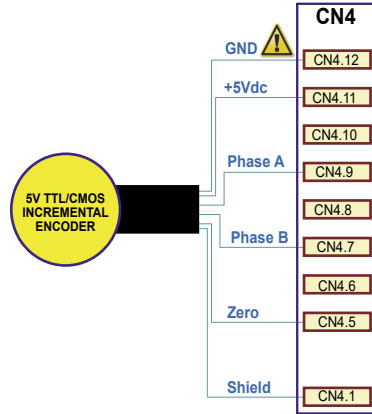 CN4
GND
CN4.12
+5Vdc
CN4.11
CN4.10
Phase A
CN4.9
5V TTL/CMOS
INCREMENTAL
ENCODER
CN4.8
Phase B
CN4.7
CN4.6
Zero
CN4.5
Shield
CN4.1